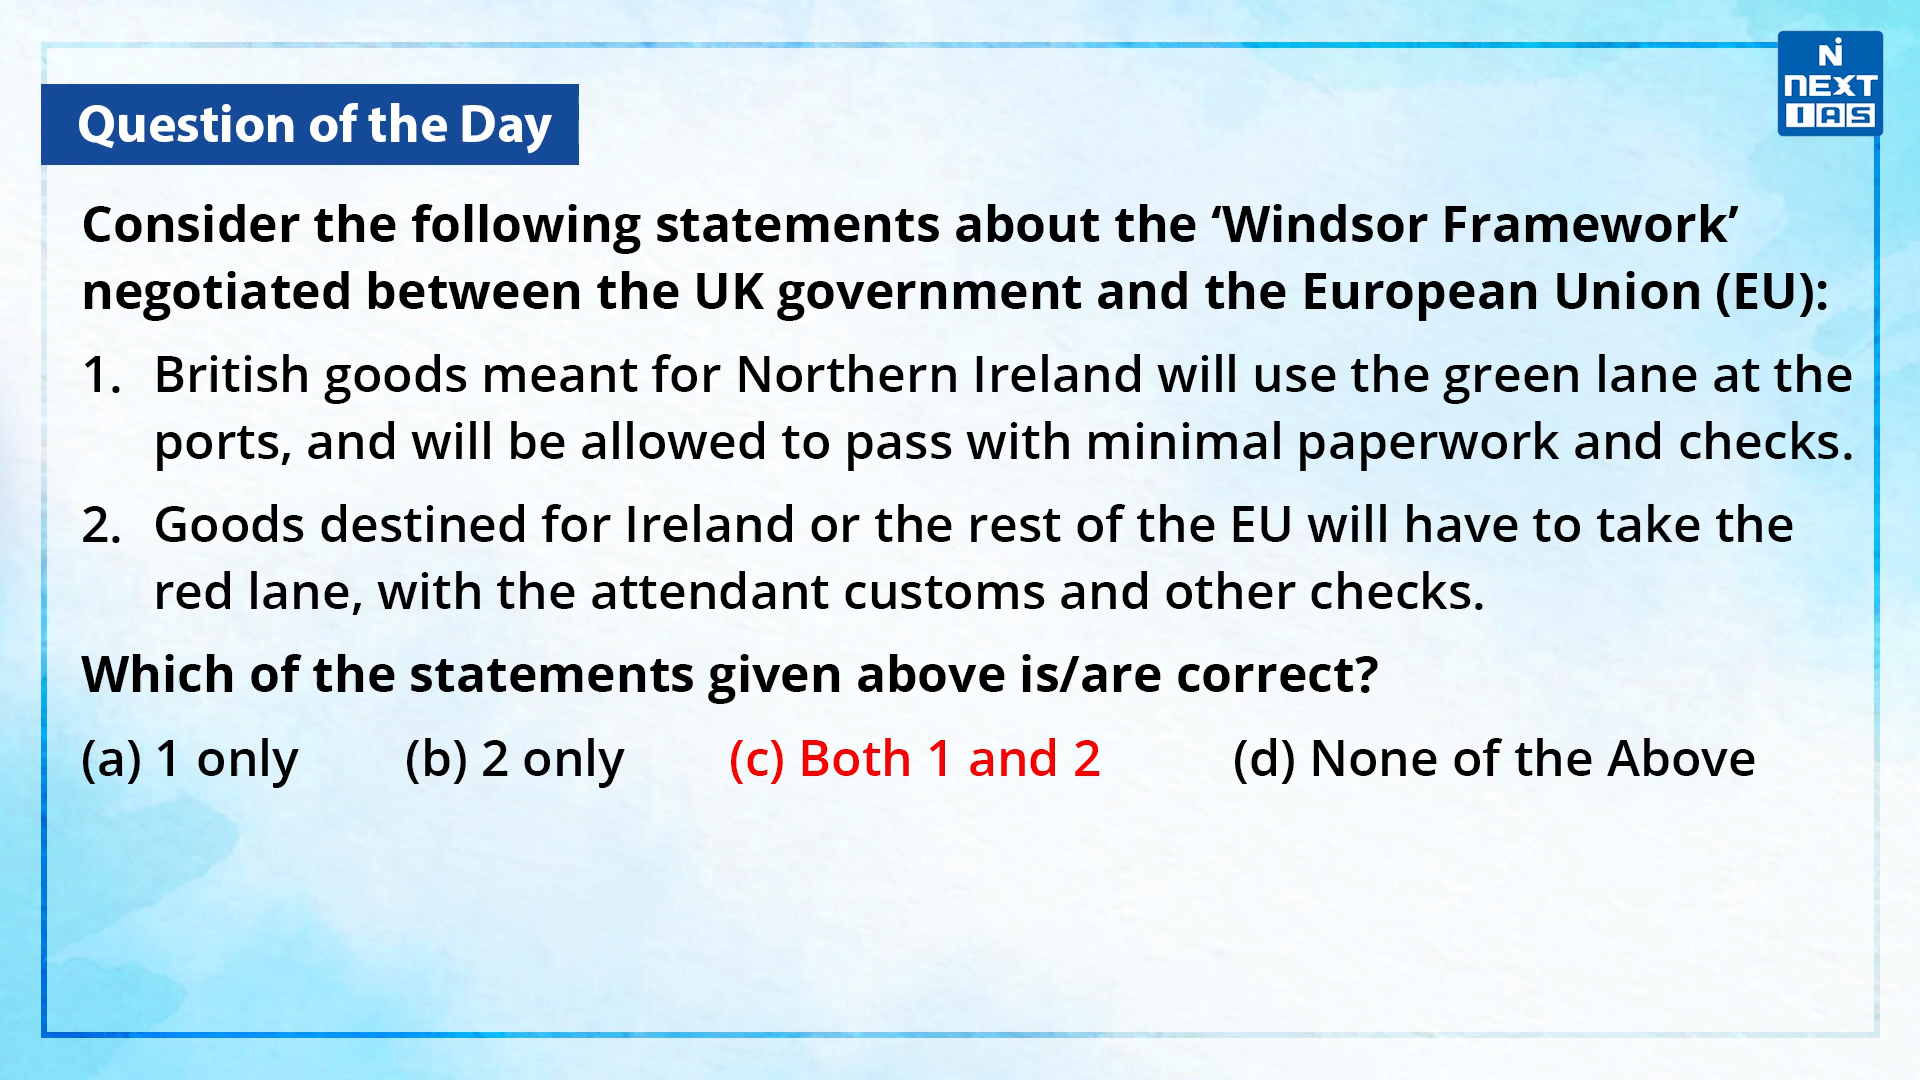 N
NEXT
IAS
Question of the Day
Consider the following statements about the ‘Windsor Framework’
negotiated between the UK government and the European Union (EU):
1. British goods meant for Northern Ireland will use the green lane at the
ports, and will be allowed to pass with minimal paperwork and checks.
2. Goods destined for Ireland or the rest of the EU will have to take the
red lane, with the attendant customs and other checks.
Which of the statements given above is/are correct?
(a) 1 only (b) 2 only (c) Both 1 and 2 (d) None of the Above